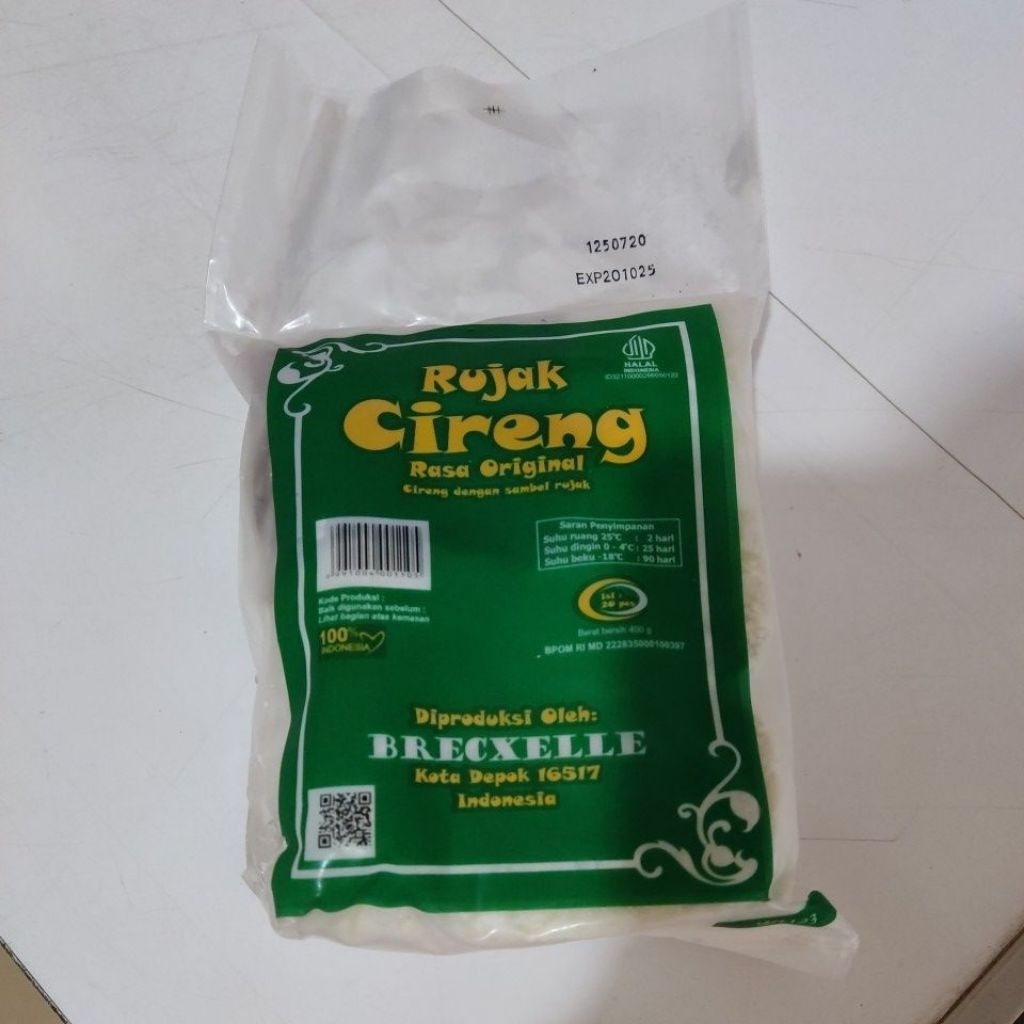 1250720
EXP201025
HALAL
INDONESIA
Rujak
Cireng
Rasa Original
Cireng dengan sambel rujak
Saran Penyimpanan
Suhu ruang 25°C : 2 hari
Suhu dingin 0 - 4°C : 25 hari
Suhu beku -18°C : 90 hari
Kode Produksi :
Baik digunakan sebelum :
Lihat bagian atas kemasan
100%
INDONESIA
Isi :
20 pcs
Berat bersih 400 g
BPOM RI MD 222835000100397
Diproduksi Oleh:
BRECXELLE
Kota Depok 16517
Indonesia